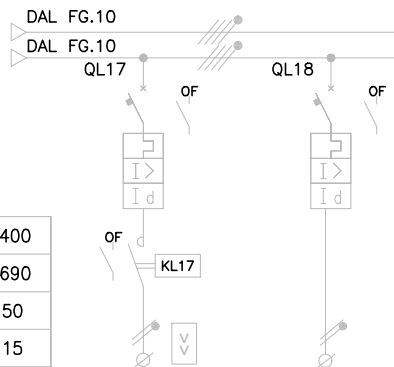 DAL FG.10
DAL FG.10
QL17
QL18
OF
OF
I>
I>
Id
Id
OF
KL17
400
690
50
15